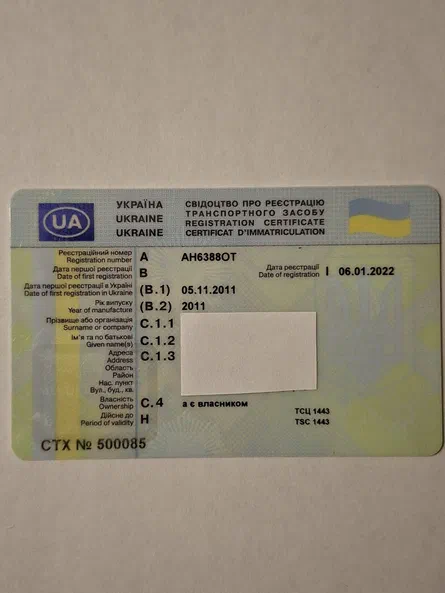 UA
УКРАЇНА
UKRAINE
UKRAINE
СВІДОЦТВО ПРО РЕЄСТРАЦІЮ
ТРАНСПОРТНОГО ЗАСОБУ
REGISTRATION CERTIFICATE
CERTIFICAT D'IMMATRICULATION
Реєстраційний номер
Registration number
A
АН6388ОТ
Дата першої реєстрації
Date of first registration
B
Дата реєстрації
Date of registration
I 06.01.2022
Дата першої реєстрації в Україні
Date of first registration in Ukraine
(B.1) 05.11.2011
Рік випуску
Year of manufacture
(B.2) 2011
Прізвище або організація
Surname or company
C.1.1
Ім'я та по батькові
Given name(s)
C.1.2
Адреса
Address
C.1.3
Область
Район
Нас. пункт
Вул., буд., кв.
Власність
Ownership
C.4 а є власником
Дійсне до
Period of validity
H
ТСЦ 1443
TSC 1443
СТХ № 500085